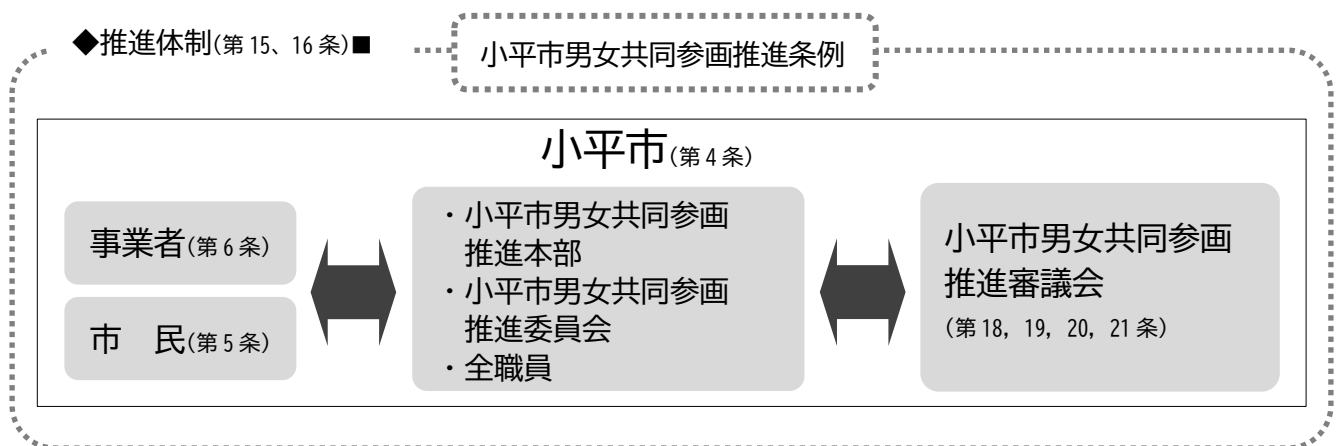 ◆推進体制(第15、16条)■
小平市男女共同参画推進条例
小平市(第4条)
事業者(第6条)
市　民(第5条)
・小平市男女共同参画
推進本部
・小平市男女共同参画
推進委員会
・全職員
小平市男女共同参画
推進審議会
(第18，19，20，21条)